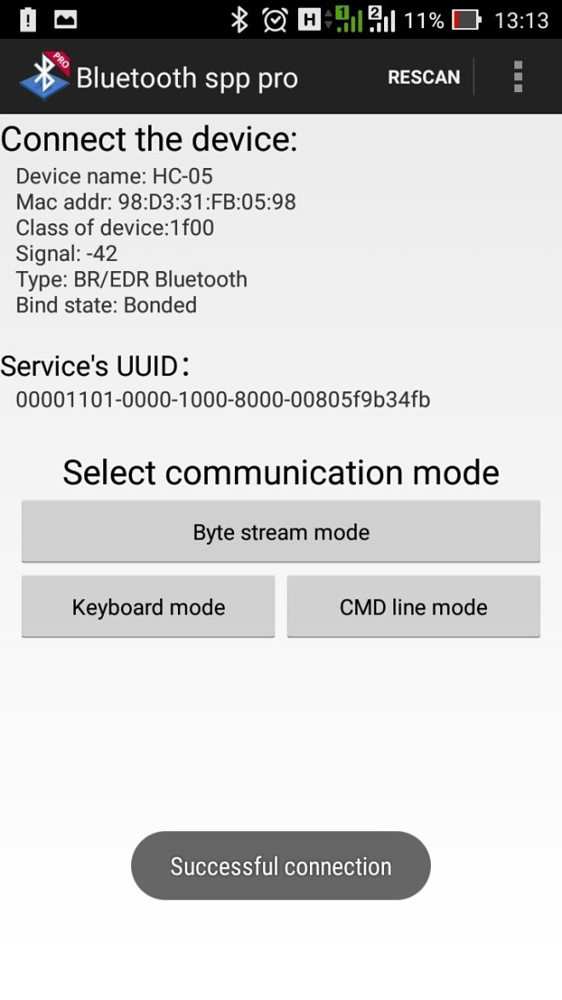 H 1 2 11% 13:13
PRO
Bluetooth spp pro RESCAN
Connect the device:
Device name: HC-05
Mac addr: 98:D3:31:FB:05:98
Class of device:1f00
Signal: -42
Type: BR/EDR Bluetooth
Bind state: Bonded
Service's UUID：
00001101-0000-1000-8000-00805f9b34fb
Select communication mode
Byte stream mode
Keyboard mode CMD line mode
Successful connection